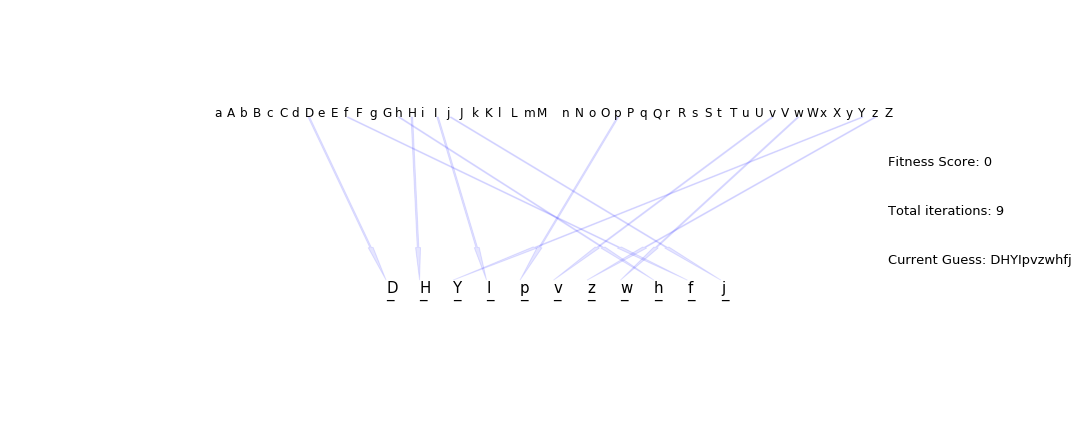 a A b B c C d D e E f F g G h H i I j J k K l L m M n N o O p P q Q r R s S t T u U v V w W x X y Y z Z
Fitness Score: 0
Total iterations: 9
Current Guess: DHYIpvzwhfj
D H Y I p v z w h f j